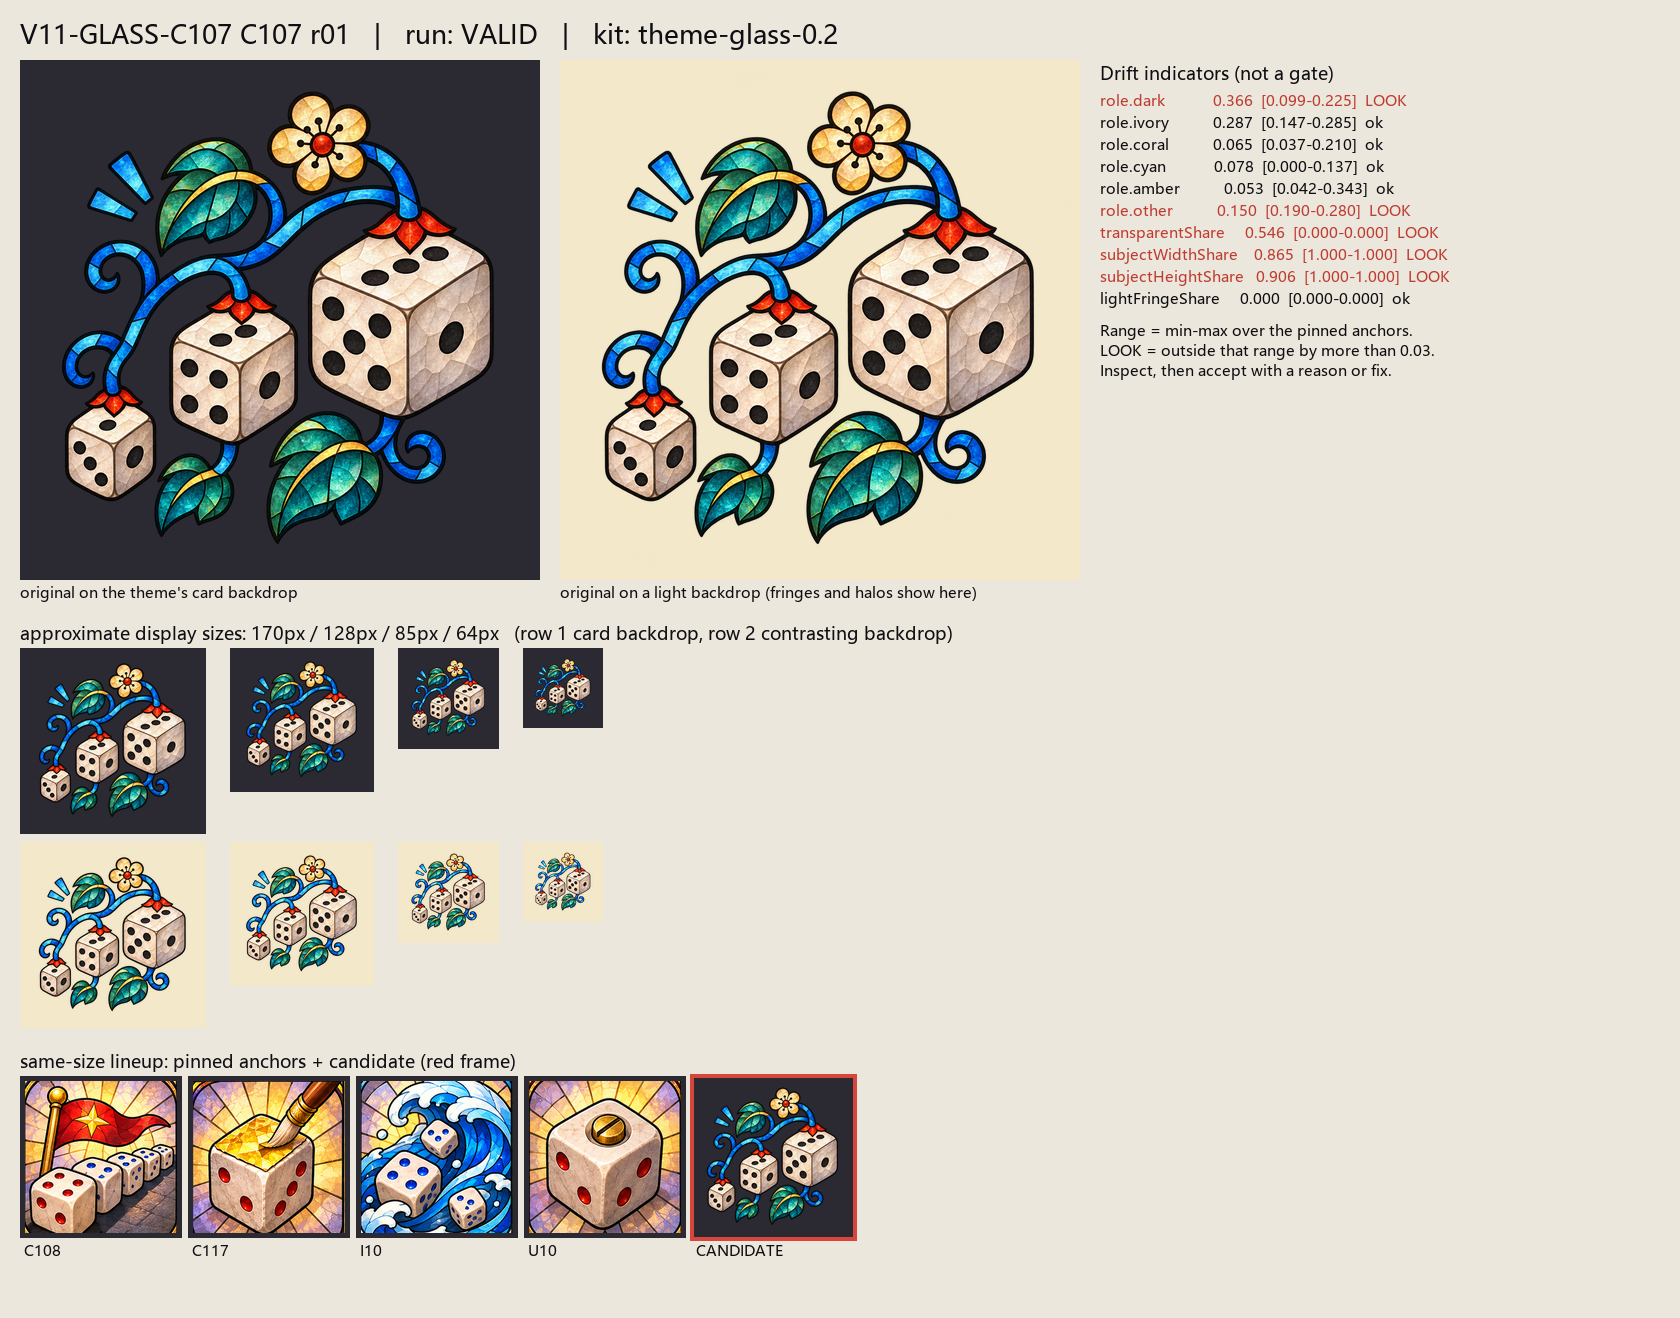 V11-GLASS-C107 C107 r01 | run: VALID | kit: theme-glass-0.2
Drift indicators (not a gate)
role.dark 0.366 [0.099-0.225] LOOK
role.ivory 0.287 [0.147-0.285] ok
role.coral 0.065 [0.037-0.210] ok
role.cyan 0.078 [0.000-0.137] ok
role.amber 0.053 [0.042-0.343] ok
role.other 0.150 [0.190-0.280] LOOK
transparentShare 0.546 [0.000-0.000] LOOK
subjectWidthShare 0.865 [1.000-1.000] LOOK
subjectHeightShare 0.906 [1.000-1.000] LOOK
lightFringeShare 0.000 [0.000-0.000] ok
Range = min-max over the pinned anchors.
LOOK = outside that range by more than 0.03.
Inspect, then accept with a reason or fix.
original on the theme's card backdrop
original on a light backdrop (fringes and halos show here)
approximate display sizes: 170px / 128px / 85px / 64px (row 1 card backdrop, row 2 contrasting backdrop)
same-size lineup: pinned anchors + candidate (red frame)
C108
C117
I10
U10
CANDIDATE